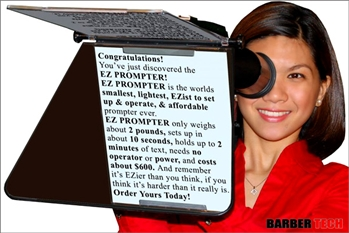 Congratulations!
You've just discovered the
EZ PROMPTER!
EZ PROMPTER is the worlds
smallest, lightest, EZist to set
up & operate, & affordable
prompter ever.
EZ PROMPTER only weighs
about 2 pounds, sets up in
about 10 seconds, holds up to 2
minutes of text, needs no
operator or power, and costs
about $600. And remember
it's EZier than you think, if you
think it's harder than it really is.
Order Yours Today!
BARBERTECH